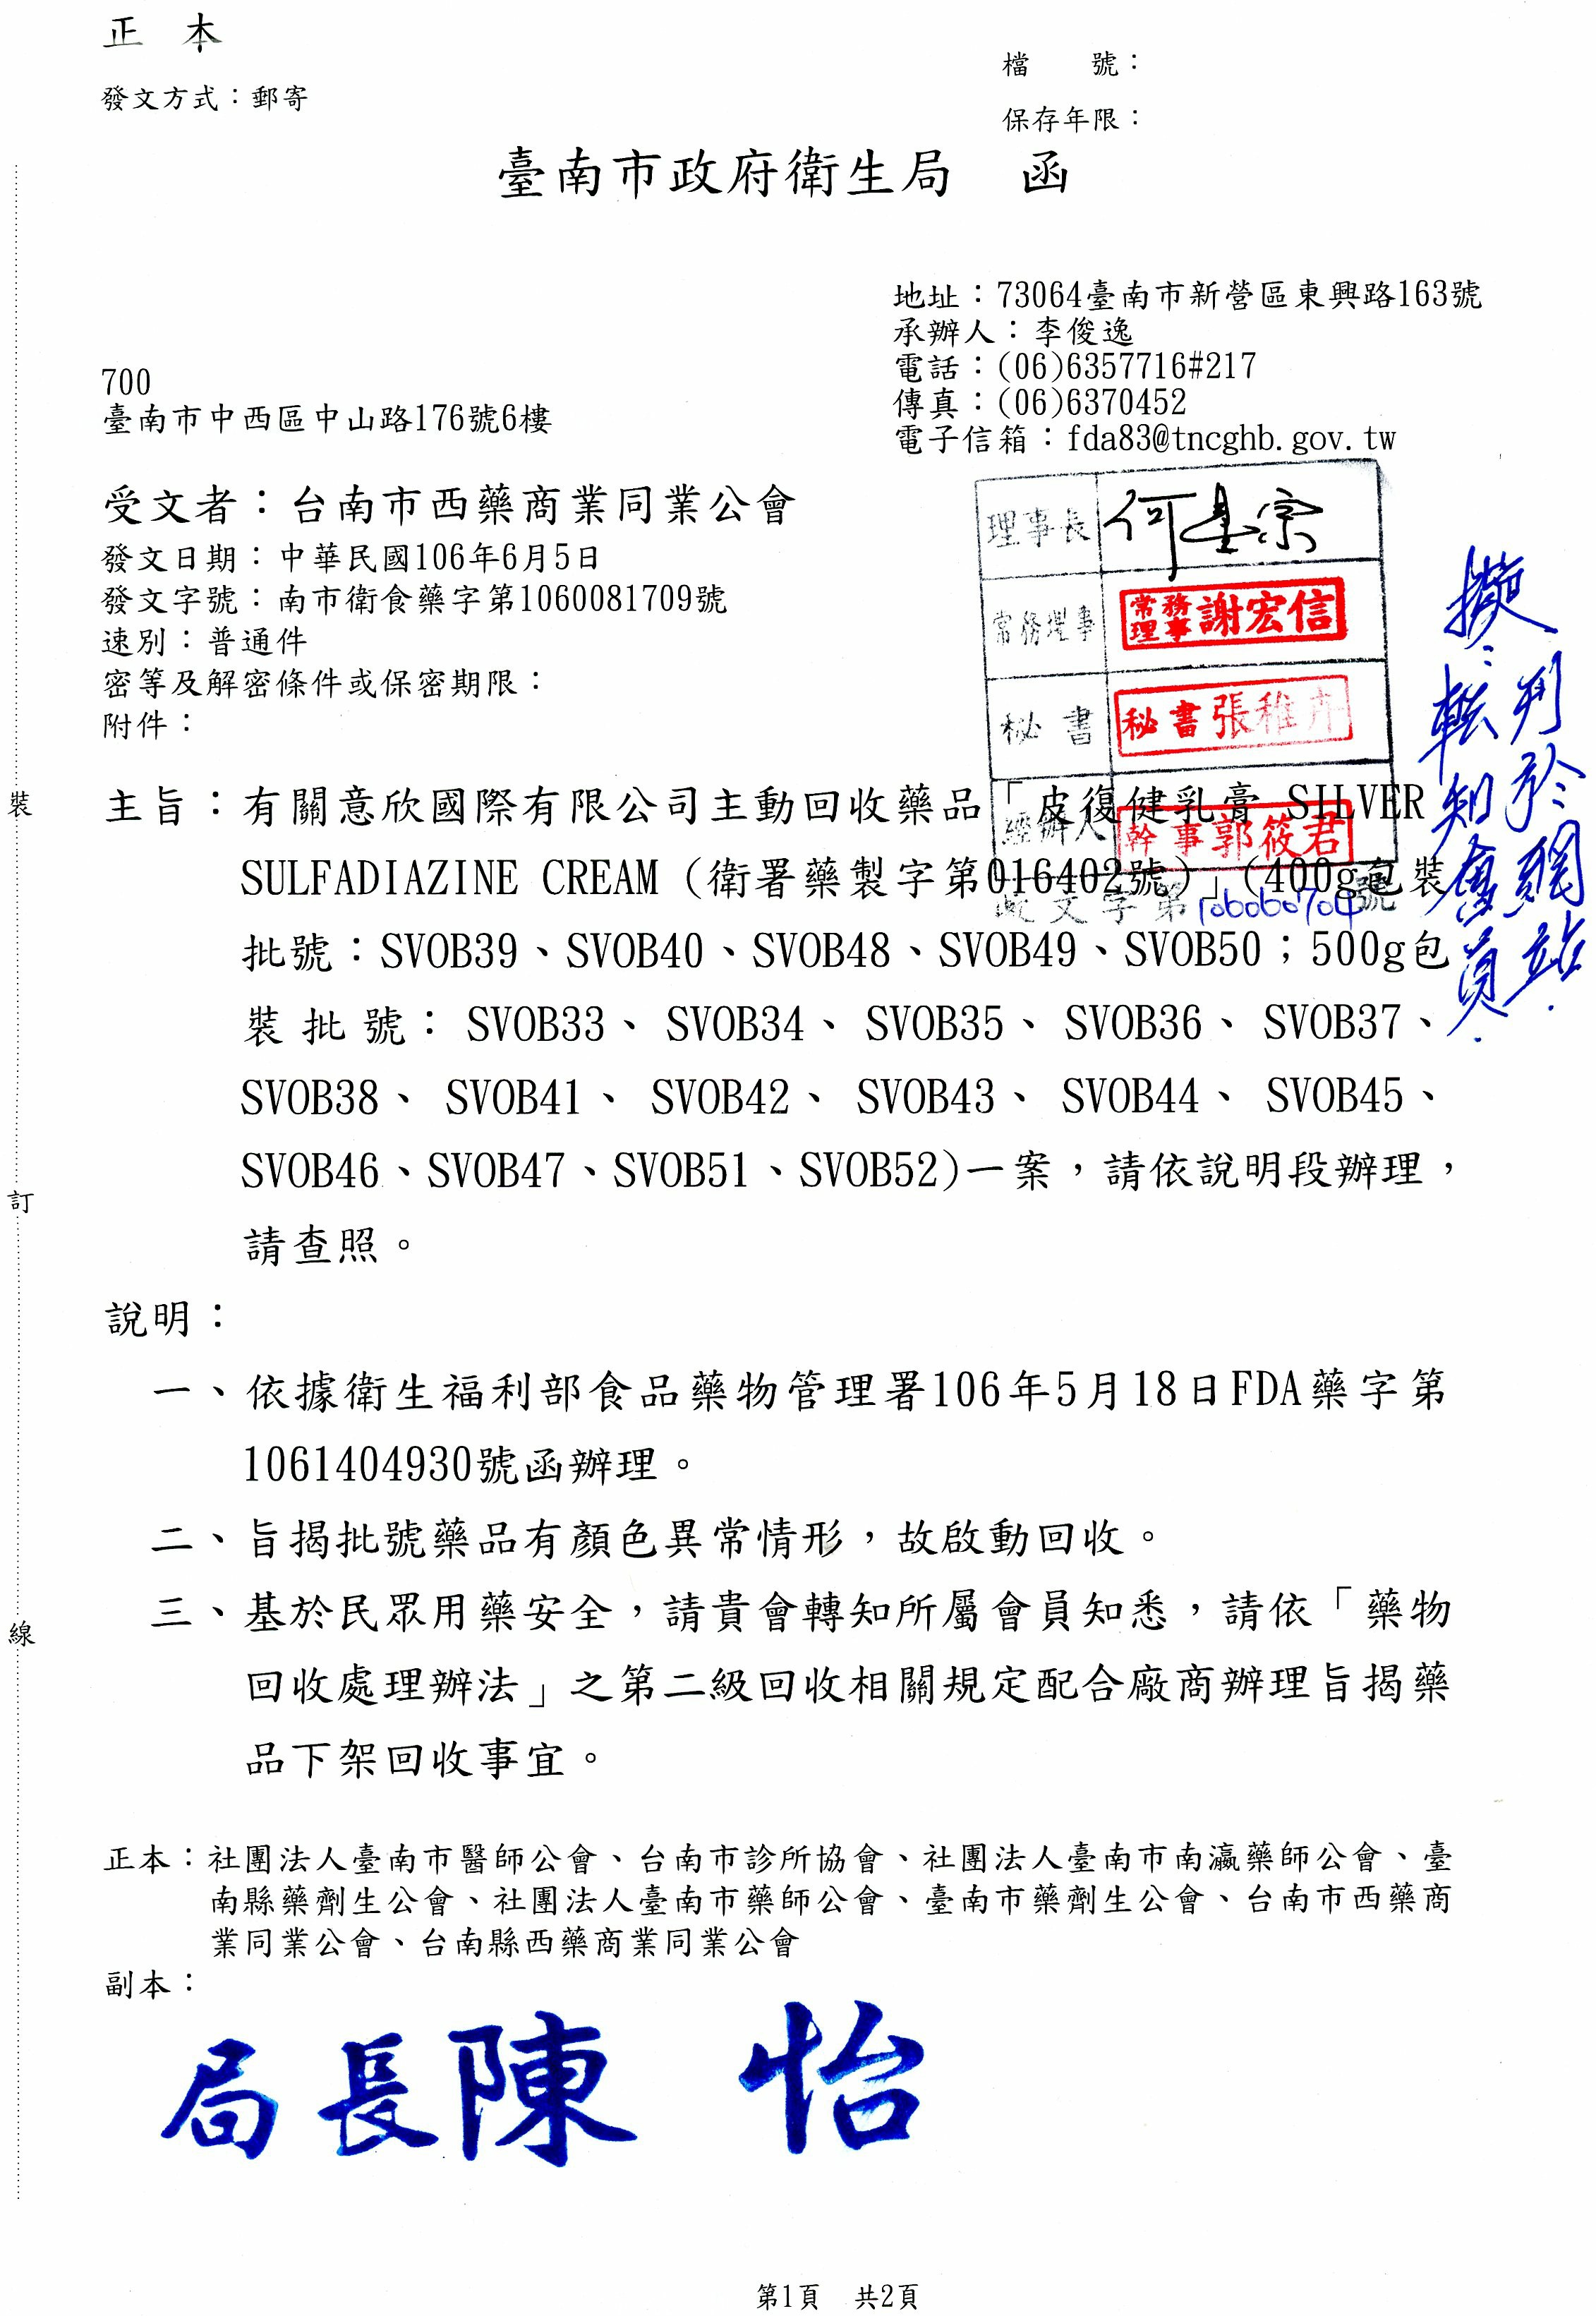 正本
發文方式：郵寄
檔　　號：
保存年限：
臺南市政府衛生局　函
地址：73064臺南市新營區東興路163號
承辦人：李俊逸
電話：(06)6357716#217
傳真：(06)6370452
電子信箱：fda83@tncghb.gov.tw
700
臺南市中西區中山路176號6樓
受文者：台南市西藥商業同業公會
發文日期：中華民國106年6月5日
發文字號：南市衛食藥字第1060081709號
速別：普通件
密等及解密條件或保密期限：
附件：
理事長 何基宗
常務理事 常務理事謝宏信
秘書 秘書張稚卉
經辦人 幹事郭筱君
收文字第106060704號
擬：轉知會員．
刊於網站．
主旨：有關意欣國際有限公司主動回收藥品「皮復健乳膏 SILVER
SULFADIAZINE CREAM (衛署藥製字第016402號)」(400g包裝
批號：SVOB39、SVOB40、SVOB48、SVOB49、SVOB50；500g包
裝批號：SVOB33、SVOB34、SVOB35、SVOB36、SVOB37、
SVOB38、SVOB41、SVOB42、SVOB43、SVOB44、SVOB45、
SVOB46、SVOB47、SVOB51、SVOB52)一案，請依說明段辦理，
請查照。
說明：
一、依據衛生福利部食品藥物管理署106年5月18日FDA藥字第
1061404930號函辦理。
二、旨揭批號藥品有顏色異常情形，故啟動回收。
三、基於民眾用藥安全，請貴會轉知所屬會員知悉，請依「藥物
回收處理辦法」之第二級回收相關規定配合廠商辦理旨揭藥
品下架回收事宜。
正本：社團法人臺南市醫師公會、台南市診所協會、社團法人臺南市南瀛藥師公會、臺
南縣藥劑生公會、社團法人臺南市藥師公會、臺南市藥劑生公會、台南市西藥商
業同業公會、台南縣西藥商業同業公會
副本：
局長陳怡
裝
訂
線
第1頁　共2頁